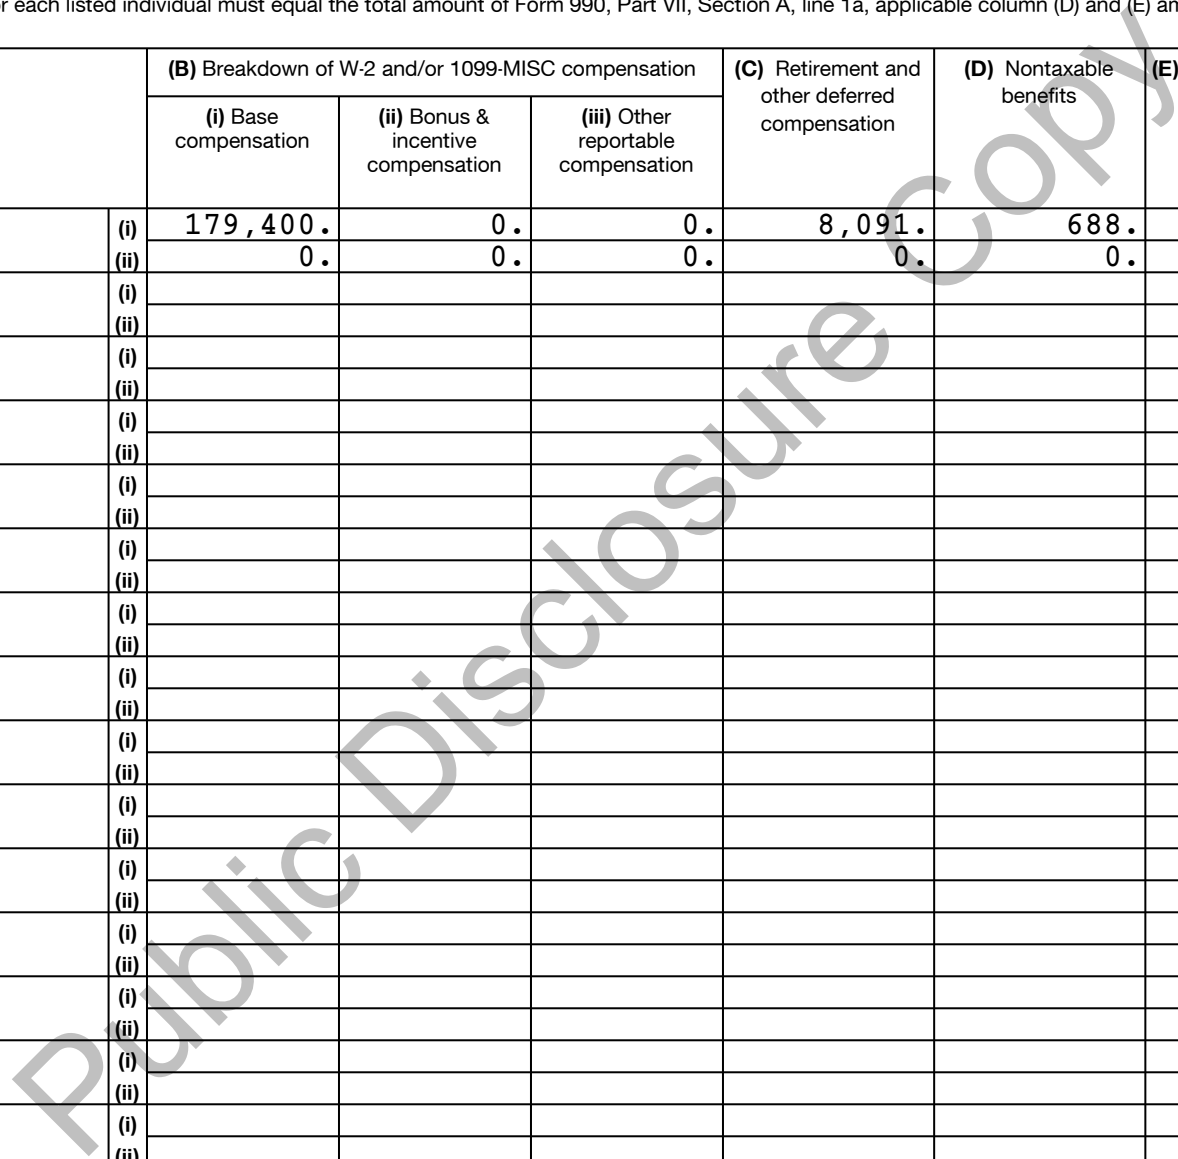 r each listed individual must equal the total amount of Form 990, Part VII, Section A, line 1a, applicable column (D) and (E) am
(B) Breakdown of W-2 and/or 1099-MISC compensation
(C) Retirement and
other deferred
compensation
(D) Nontaxable
benefits
(E)
(i) Base
compensation
(ii) Bonus &
incentive
compensation
(iii) Other
reportable
compensation
(i) 179,400. 0. 0. 8,091. 688.
(ii) 0. 0. 0. 0. 0.
(i)
(ii)
(i)
(ii)
(i)
(ii)
(i)
(ii)
(i)
(ii)
(i)
(ii)
(i)
(ii)
(i)
(ii)
(i)
(ii)
(i)
(ii)
(i)
(ii)
(i)
(ii)
(i)
(ii)
(i)
(ii)
Public Disclosure Copy